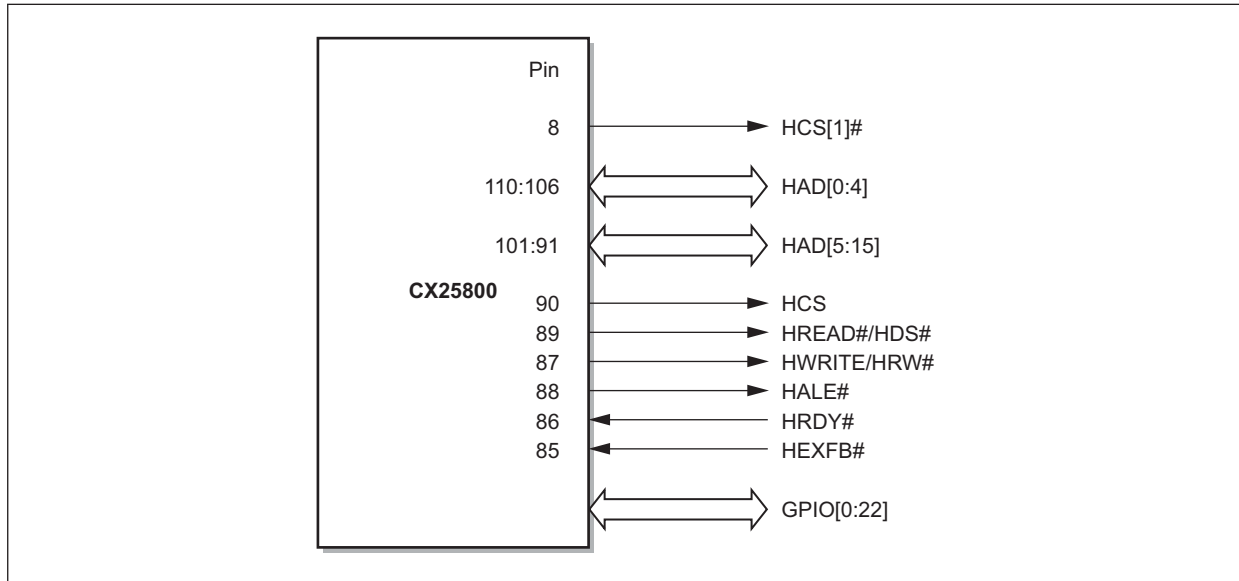 Pin
8 HCS[1]#
110:106 HAD[0:4]
101:91 HAD[5:15]
CX25800
90 HCS
89 HREAD#/HDS#
87 HWRITE/HRW#
88 HALE#
86 HRDY#
85 HEXFB#
GPIO[0:22]